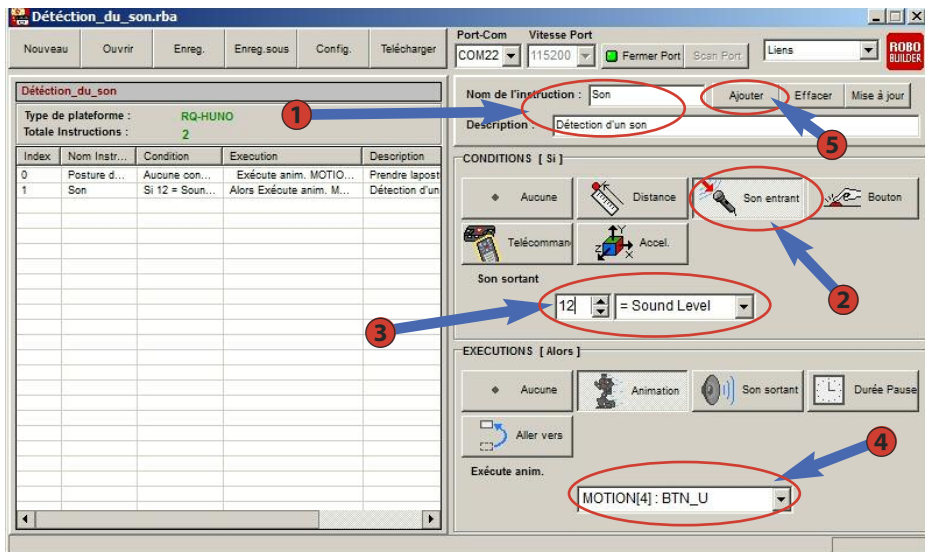 Détéction_du_son.rba
Nouveau Ouvrir Enreg. Enreg.sous Config. Telécharger
Port-Com Vitesse Port
COM22 115200 Fermer Port Scan Port Liens ROBO BUILDER
Détéction_du_son
Type de plateforme : RQ-HUNO
Totale Instructions : 2
1
Index Nom Instr... Condition Execution Description
0 Posture d... Aucune con... Exécute anim. MOTIO... Prendre lapost
1 Son Si 12 = Soun... Alors Exécute anim. M... Détection d'un
Nom de l'instruction : Son Ajouter Effacer Mise à jour
Description : Détection d'un son
5
CONDITIONS [ Si ]
Aucune Distance Son entrant Bouton
Telécomman Z Y X Accel.
2
Son sortant
12 = Sound Level
3
EXECUTIONS [ Alors ]
Aucune Animation Son sortant Durée Pause
Aller vers
4
Exécute anim.
MOTION[4] : BTN_U